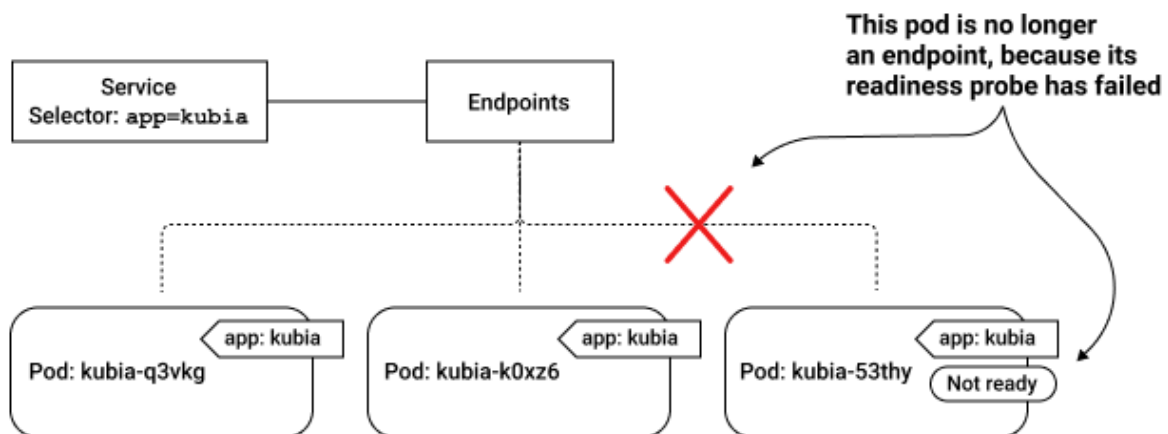 This pod is no longer
an endpoint, because its
readiness probe has failed
Service
Selector: app=kubia
Endpoints
app: kubia
Pod: kubia-q3vkg
app: kubia
Pod: kubia-k0xz6
app: kubia
Pod: kubia-53thy
Not ready